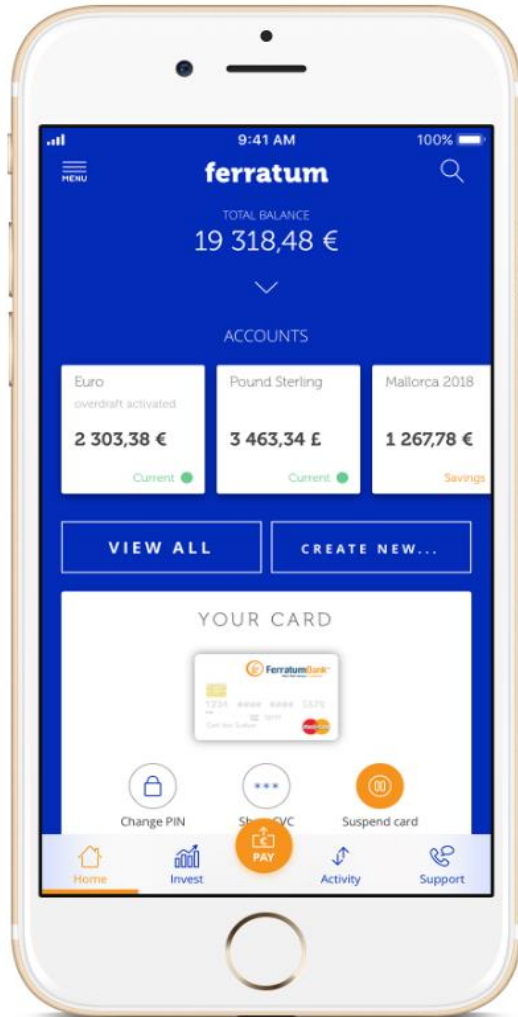 9:41 AM 100%
MENU ferratum
TOTAL BALANCE
19 318,48 €
ACCOUNTS
Euro Pound Sterling Mallorca 2018
overdraft activated
2 303,38 € 3 463,34 £ 1 267,78 €
Current Current Savings
VIEW ALL CREATE NEW...
YOUR CARD
FerratumBank
1234
MasterCard
Change PIN CVC Suspend card
PAY
Home Invest Activity Support